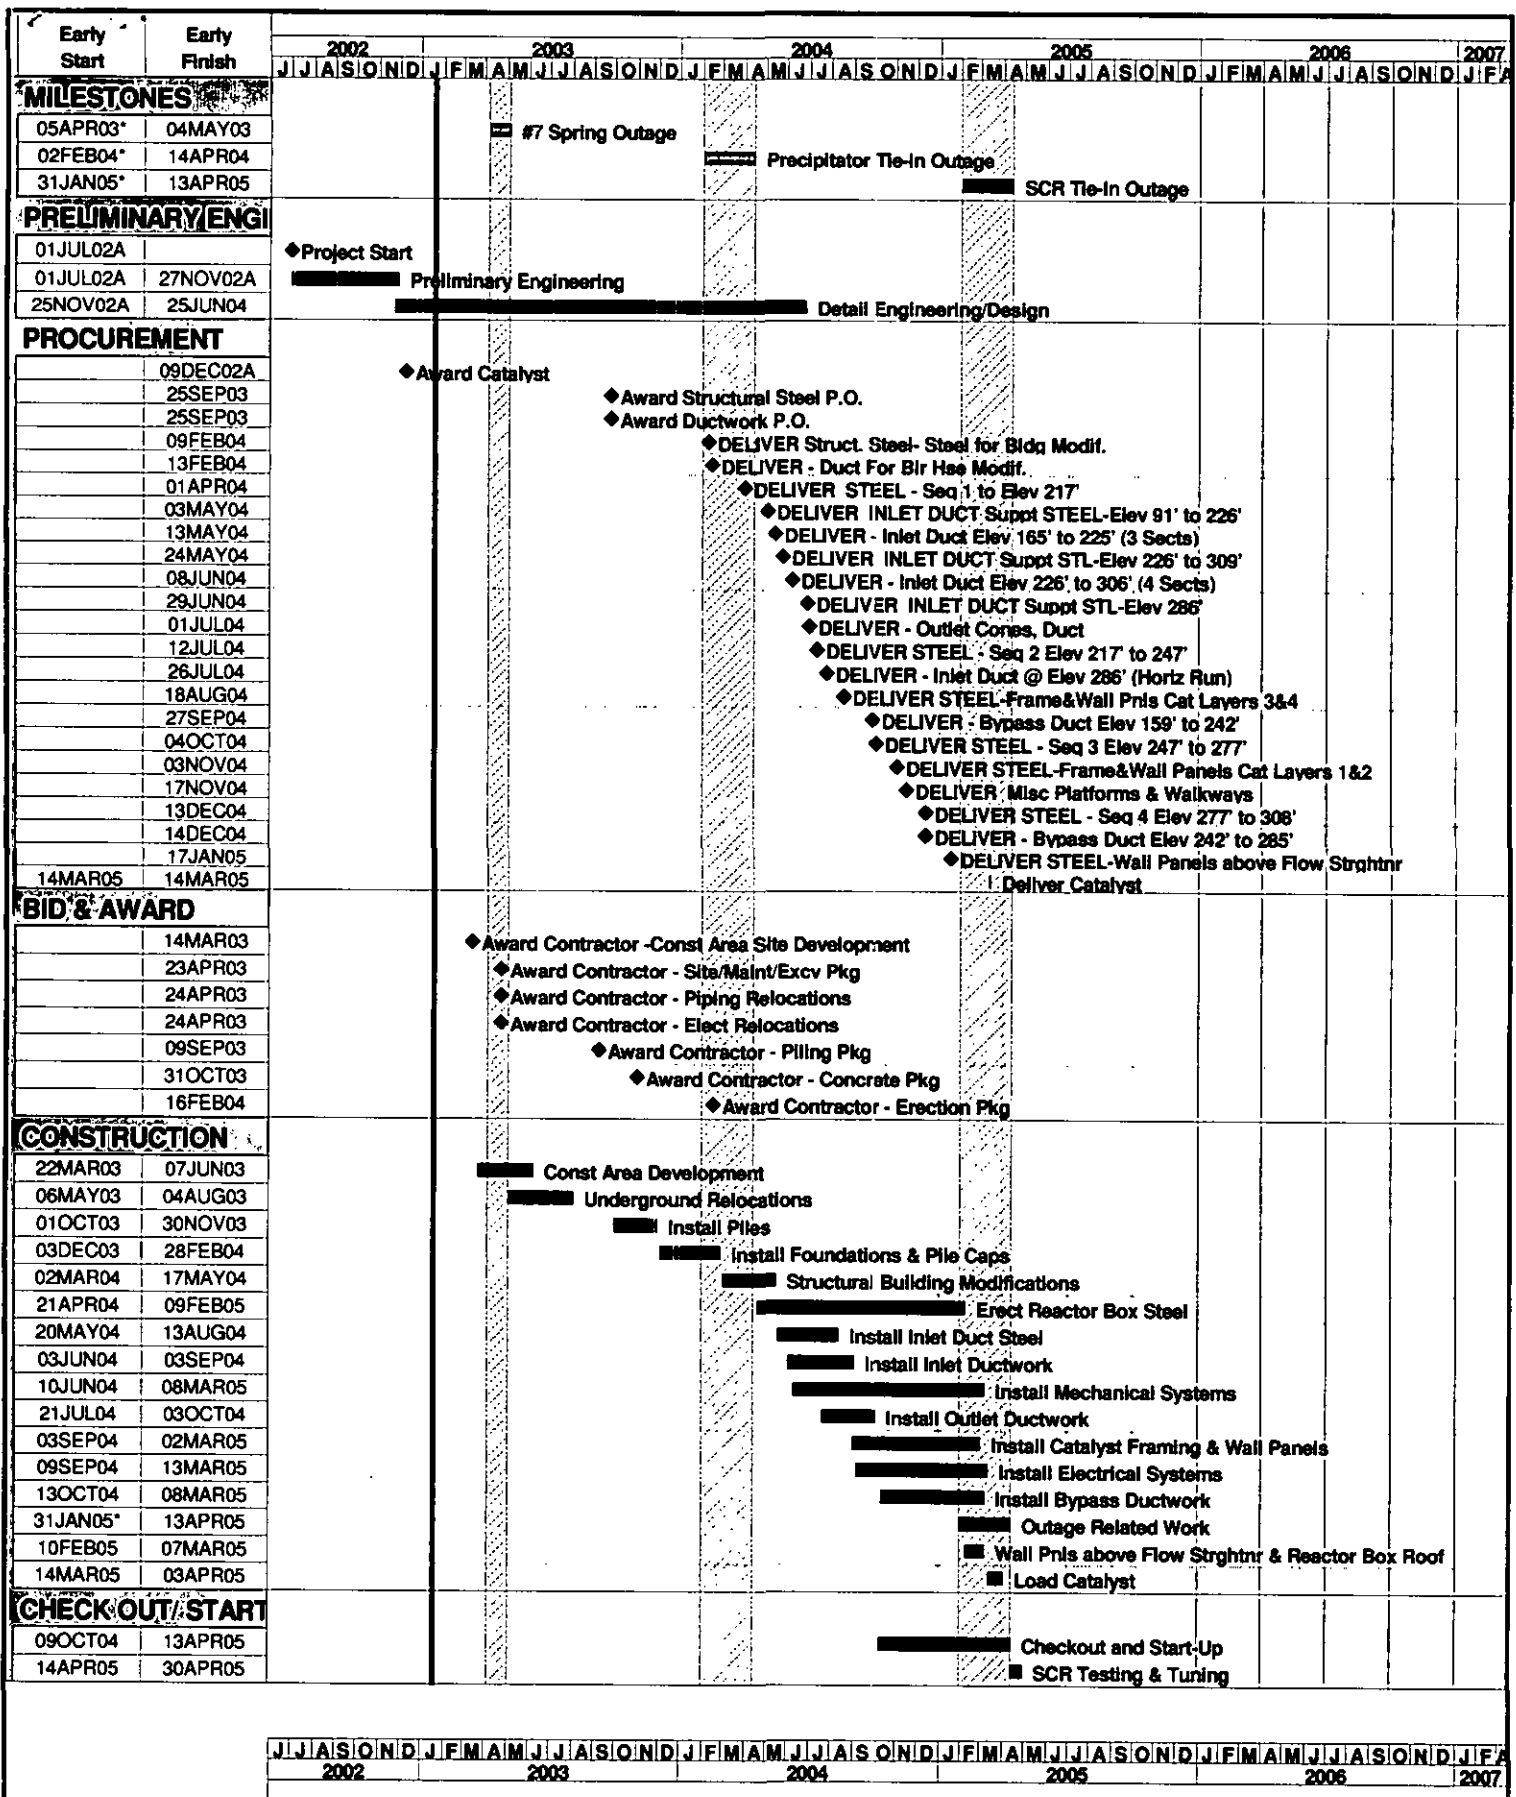 Early Start Early Finish
2002 2003 2004 2005 2006 2007
J J A S O N D J F M A M J J A S O N D J F M A M J J A S O N D J F M A M J J A S O N D J F M A M J J A S O N D J F A
MILESTONES
05APR03* 04MAY03 #7 Spring Outage
02FEB04* 14APR04 Precipitator Tie-In Outage
31JAN05* 13APR05 SCR Tie-In Outage
PRELIMINARY ENGI
01JUL02A Project Start
01JUL02A 27NOV02A Preliminary Engineering
25NOV02A 25JUN04 Detail Engineering/Design
PROCUREMENT
09DEC02A Award Catalyst
25SEP03 Award Structural Steel P.O.
25SEP03 Award Ductwork P.O.
09FEB04 DELIVER Struct. Steel- Steel for Bldg Modif.
13FEB04 DELIVER - Duct For Blr Hse Modif.
01APR04 DELIVER STEEL - Seq 1 to Elev 217'
03MAY04 DELIVER INLET DUCT Suppt STEEL-Elev 91' to 226'
13MAY04 DELIVER - Inlet Duct Elev 165' to 225' (3 Sects)
24MAY04 DELIVER INLET DUCT Suppt STL-Elev 226' to 309'
08JUN04 DELIVER - Inlet Duct Elev 226' to 306' (4 Sects)
29JUN04 DELIVER INLET DUCT Suppt STL-Elev 286'
01JUL04 DELIVER - Outlet Cones, Duct
12JUL04 DELIVER STEEL - Seq 2 Elev 217' to 247'
26JUL04 DELIVER - Inlet Duct @ Elev 286' (Horiz Run)
18AUG04 DELIVER STEEL-Frame&Wall Pnls Cat Layers 3&4
27SEP04 DELIVER - Bypass Duct Elev 159' to 242'
04OCT04 DELIVER STEEL - Seq 3 Elev 247' to 277'
03NOV04 DELIVER STEEL-Frame&Wall Panels Cat Layers 1&2
17NOV04 DELIVER Misc Platforms & Walkways
13DEC04 DELIVER STEEL - Seq 4 Elev 277' to 308'
14DEC04 DELIVER - Bypass Duct Elev 242' to 285'
17JAN05 DELIVER STEEL-Wall Panels above Flow Strghtnr
14MAR05 14MAR05 Deliver Catalyst
BID & AWARD
14MAR03 Award Contractor -Const Area Site Development
23APR03 Award Contractor - Site/Maint/Excv Pkg
24APR03 Award Contractor - Piping Relocations
24APR03 Award Contractor - Elect Relocations
09SEP03 Award Contractor - Piling Pkg
31OCT03 Award Contractor - Concrete Pkg
16FEB04 Award Contractor - Erection Pkg
CONSTRUCTION
22MAR03 07JUN03 Const Area Development
06MAY03 04AUG03 Underground Relocations
01OCT03 30NOV03 Install Piles
03DEC03 28FEB04 Install Foundations & Pile Caps
02MAR04 17MAY04 Structural Building Modifications
21APR04 09FEB05 Erect Reactor Box Steel
20MAY04 13AUG04 Install Inlet Duct Steel
03JUN04 03SEP04 Install Inlet Ductwork
10JUN04 08MAR05 Install Mechanical Systems
21JUL04 03OCT04 Install Outlet Ductwork
03SEP04 02MAR05 Install Catalyst Framing & Wall Panels
09SEP04 13MAR05 Install Electrical Systems
13OCT04 08MAR05 Install Bypass Ductwork
31JAN05* 13APR05 Outage Related Work
10FEB05 07MAR05 Wall Pnls above Flow Strghtnr & Reactor Box Roof
14MAR05 03APR05 Load Catalyst
CHECK OUT/ START
09OCT04 13APR05 Checkout and Start-Up
14APR05 30APR05 SCR Testing & Tuning
J J A S O N D J F M A M J J A S O N D J F M A M J J A S O N D J F M A M J J A S O N D J F M A M J J A S O N D J F A
2002 2003 2004 2005 2006 2007